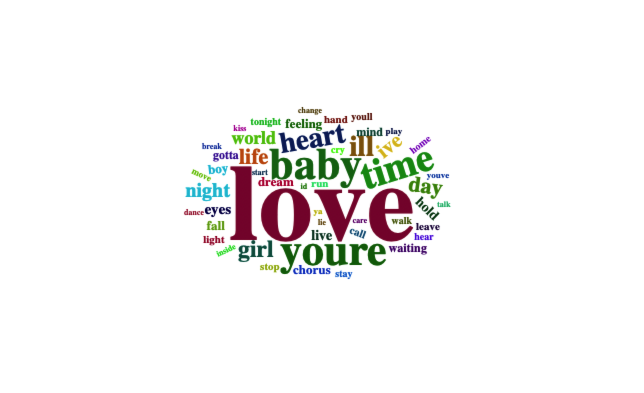 change
kiss tonight feeling hand youll
world heart mind play
break gotta life cry ill ive home
move boy start baby time youve
night dream id run day
dance eyes love hold talk
fall ya lie care walk leave
light live call hear
inside girl youre waiting
stop chorus stay